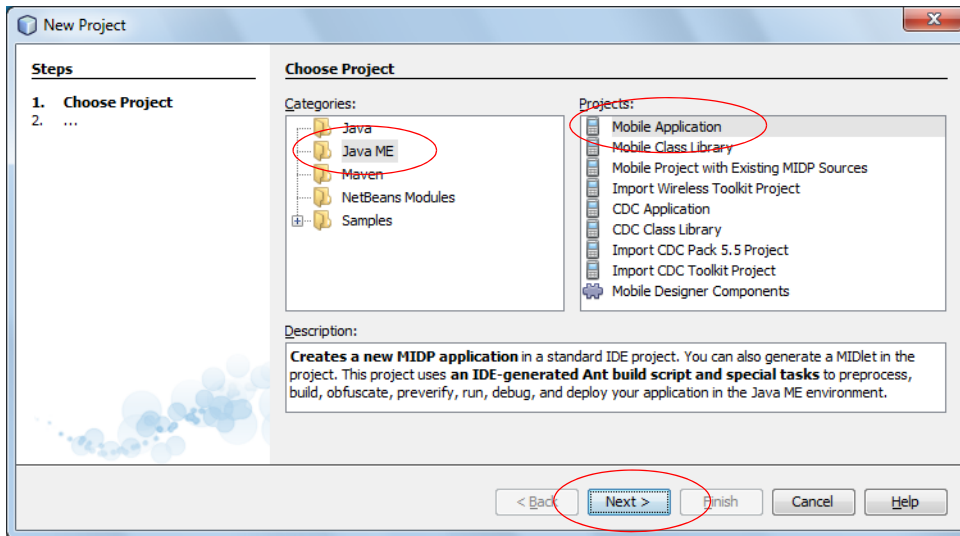 New Project
Steps
1. Choose Project
2. ...
Choose Project
Categories:
Java
Java ME
Maven
NetBeans Modules
Samples
Projects:
Mobile Application
Mobile Class Library
Mobile Project with Existing MIDP Sources
Import Wireless Toolkit Project
CDC Application
CDC Class Library
Import CDC Pack 5.5 Project
Import CDC Toolkit Project
Mobile Designer Components
Description:
Creates a new MIDP application in a standard IDE project. You can also generate a MIDlet in the
project. This project uses an IDE-generated Ant build script and special tasks to preprocess,
build, obfuscate, preverify, run, debug, and deploy your application in the Java ME environment.
< Back Next > Finish Cancel Help